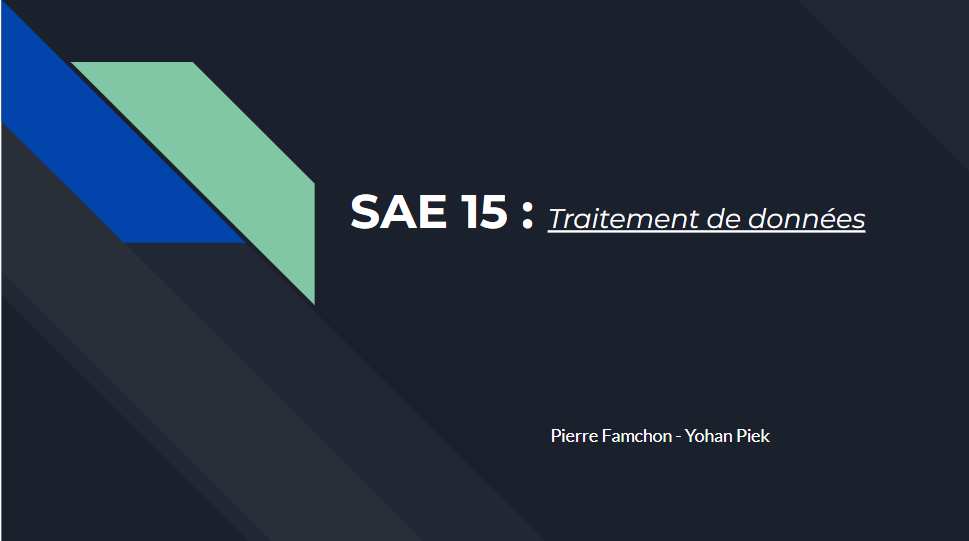 SAE 15 : Traitement de données
Pierre Famchon - Yohan Piek